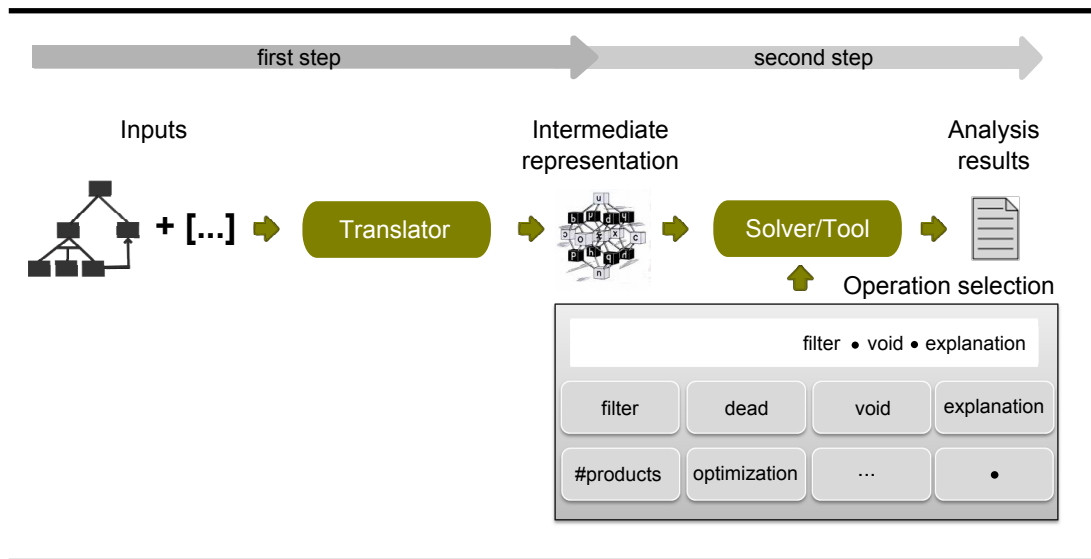 first step
second step
Inputs
Intermediate
representation
Analysis
results
+ [...]
Translator
Solver/Tool
Operation selection
filter • void • explanation
filter
dead
void
explanation
#products
optimization
...
•